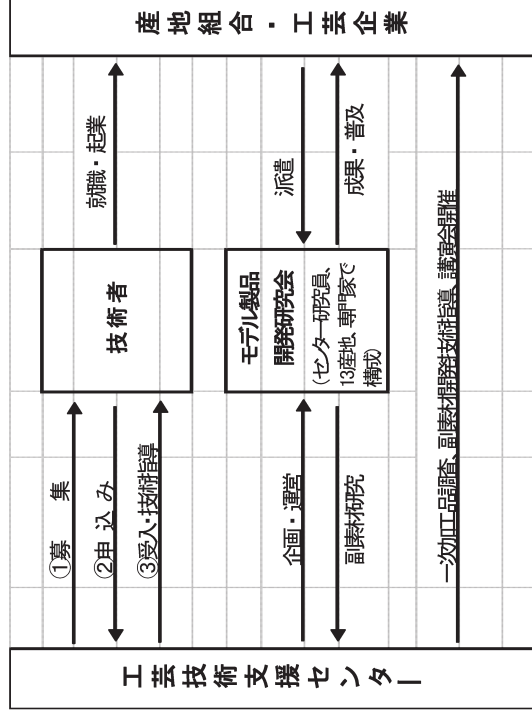 産地組合・工芸企業
就職・起業
派遣
成果・普及
技術者
モデル製品
開発研究会
(センター研究員、
13産地、専門家で
構成)
一次加工品調査、副素材開発技術指導、講演会開催
①募　集
②申込み
③受入・技術指導
企画・運営
副素材研究
工芸技術支援センター